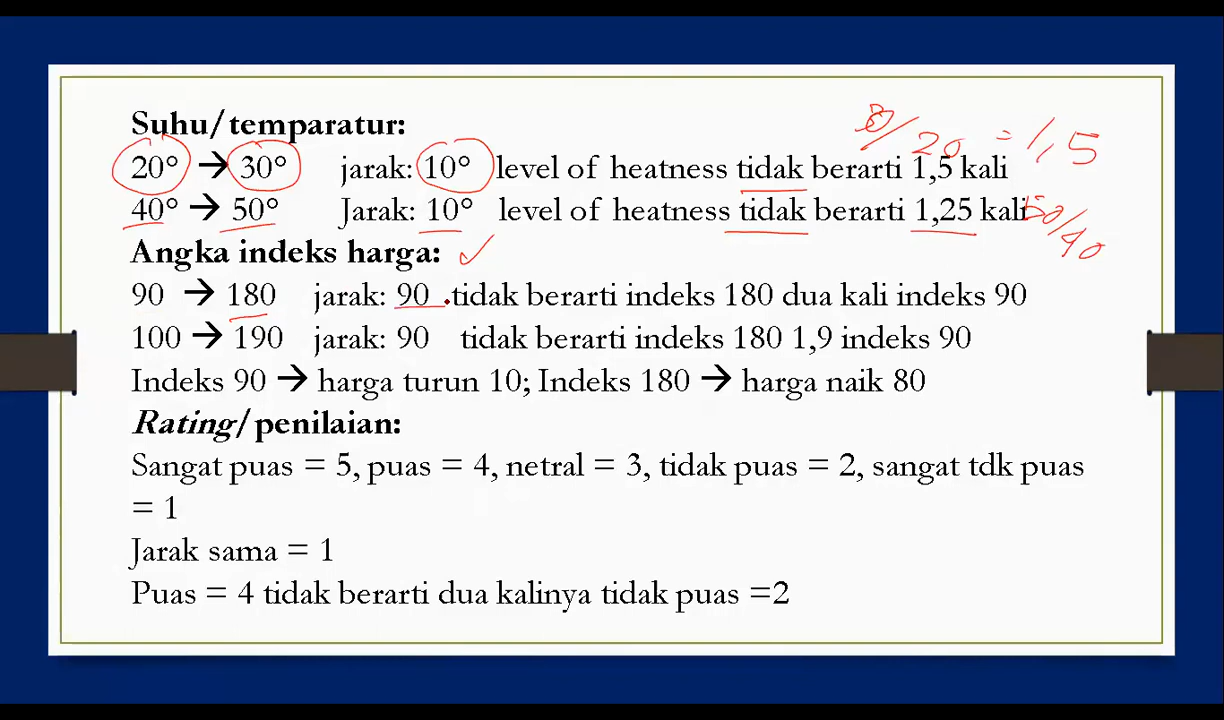 Suhu/temparatur:
30/20 = 1,5
20° → 30° jarak: 10° level of heatness tidak berarti 1,5 kali
40° → 50° Jarak: 10° level of heatness tidak berarti 1,25 kali
50/40
Angka indeks harga: ✓
90 → 180 jarak: 90 tidak berarti indeks 180 dua kali indeks 90
100 → 190 jarak: 90 tidak berarti indeks 180 1,9 indeks 90
Indeks 90 → harga turun 10; Indeks 180 → harga naik 80
Rating/penilaian:
Sangat puas = 5, puas = 4, netral = 3, tidak puas = 2, sangat tdk puas
= 1
Jarak sama = 1
Puas = 4 tidak berarti dua kalinya tidak puas =2